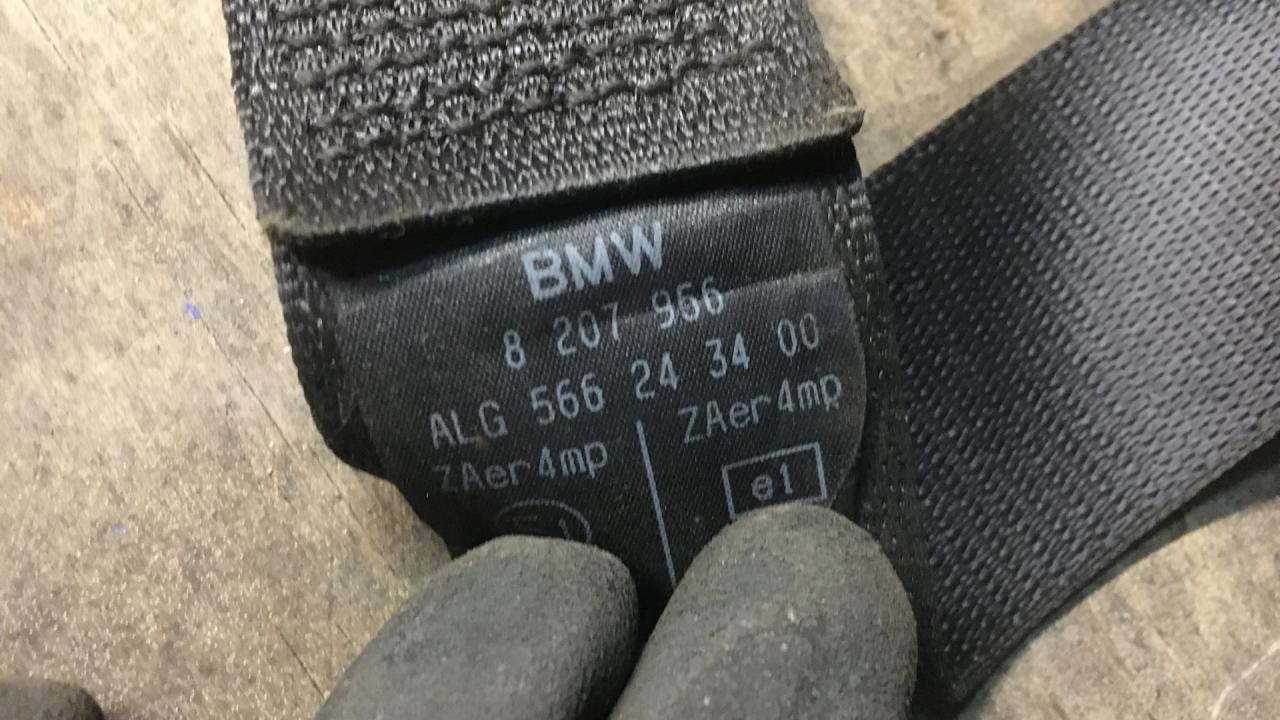 BMW
8 207 966
ALG 566 24 34 00
ZAer4mp ZAer4mp
e1